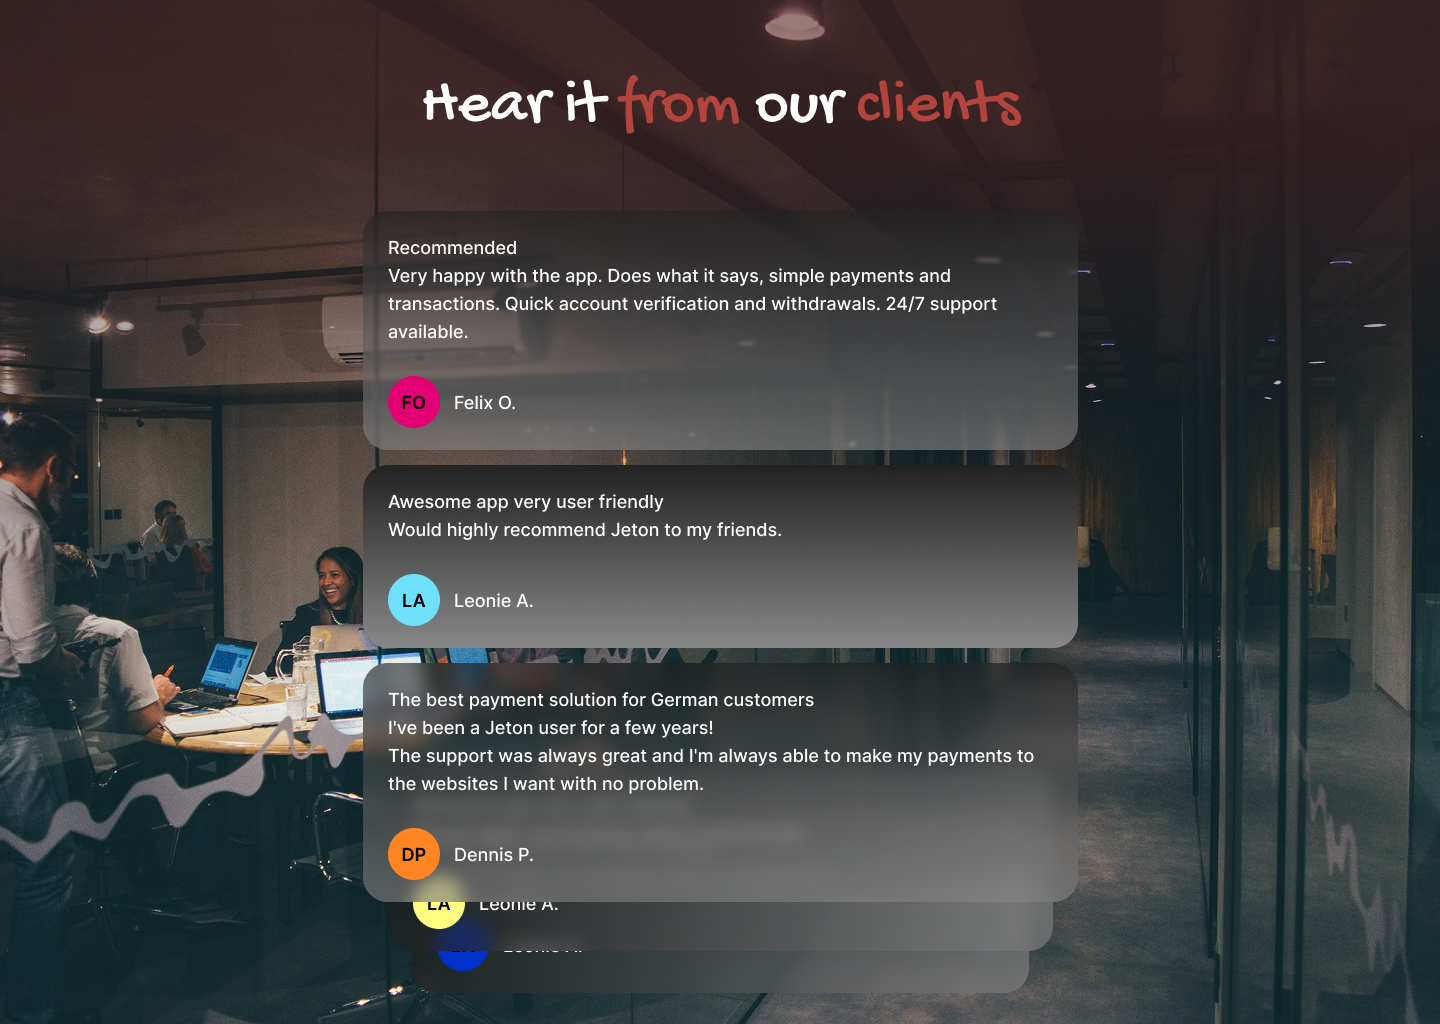 Hear it from our clients
Recommended
Very happy with the app. Does what it says, simple payments and
transactions. Quick account verification and withdrawals. 24/7 support
available.
FO Felix O.
Awesome app very user friendly
Would highly recommend Jeton to my friends.
LA Leonie A.
The best payment solution for German customers
I've been a Jeton user for a few years!
The support was always great and I'm always able to make my payments to
the websites I want with no problem.
DP Dennis P.
LA Leonie A.